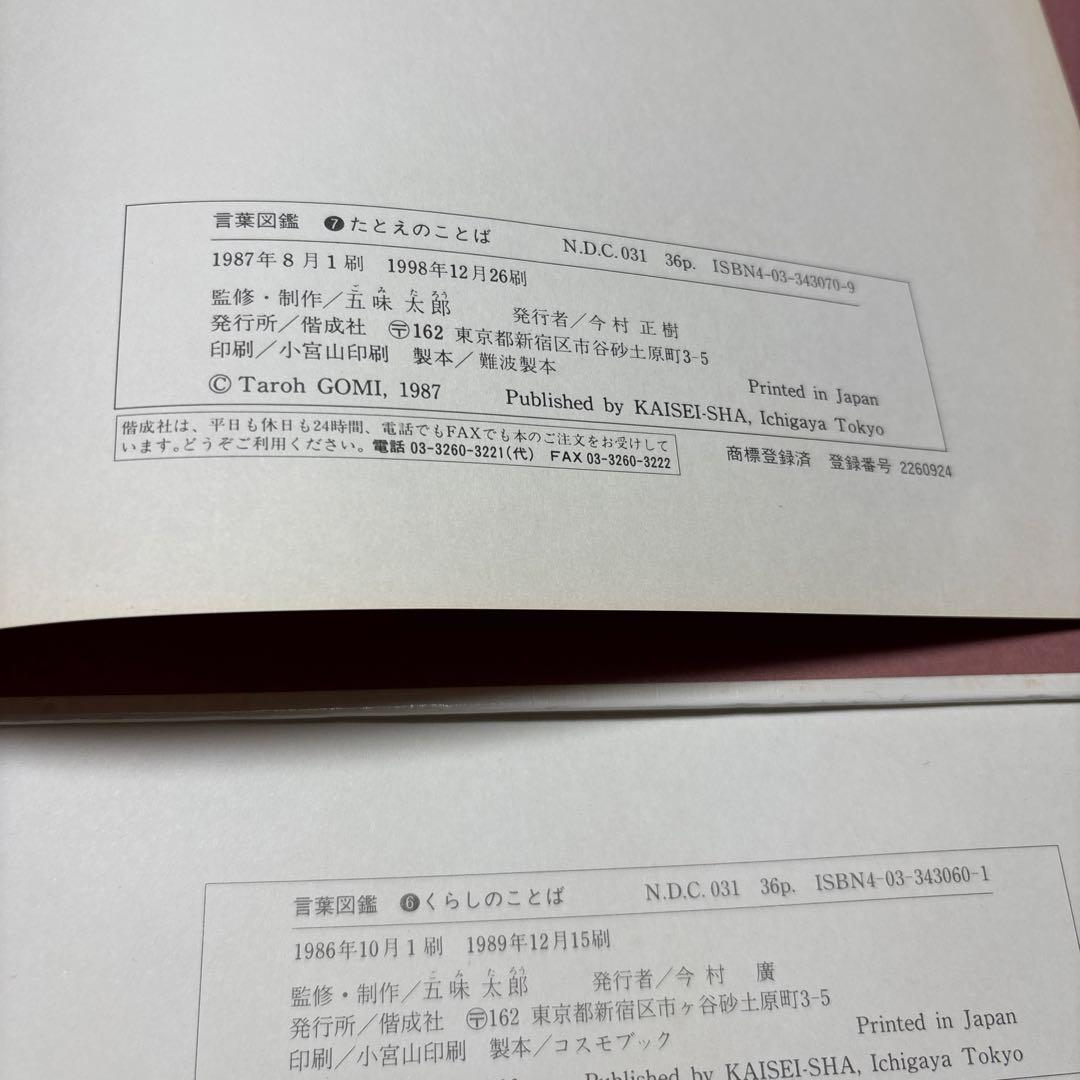 言葉図鑑 ❼たとえのことば N.D.C.031 36p. ISBN4-03-343070-9
1987年8月1刷 1998年12月26刷
ごみ たろう
監修・制作／五味 太郎 発行者／今村 正樹
発行所／偕成社 〶162 東京都新宿区市谷砂土原町3-5
印刷／小宮山印刷 製本／難波製本
Printed in Japan
© Taroh GOMI, 1987 Published by KAISEI-SHA, Ichigaya Tokyo
偕成社は、平日も休日も24時間、電話でもFAXでも本のご注文をお受けして
います。どうぞご利用ください。電話 03-3260-3221(代) FAX 03-3260-3222
商標登録済 登録番号 2260924
言葉図鑑 ❻くらしのことば N.D.C.031 36p. ISBN4-03-343060-1
1986年10月1刷 1989年12月15刷
ごみ たろう
監修・制作／五味 太郎 発行者／今村 廣
発行所／偕成社 〶162 東京都新宿区市ヶ谷砂土原町3-5
印刷／小宮山印刷 製本／コスモブック
Printed in Japan
Published by KAISEI-SHA, Ichigaya Tokyo